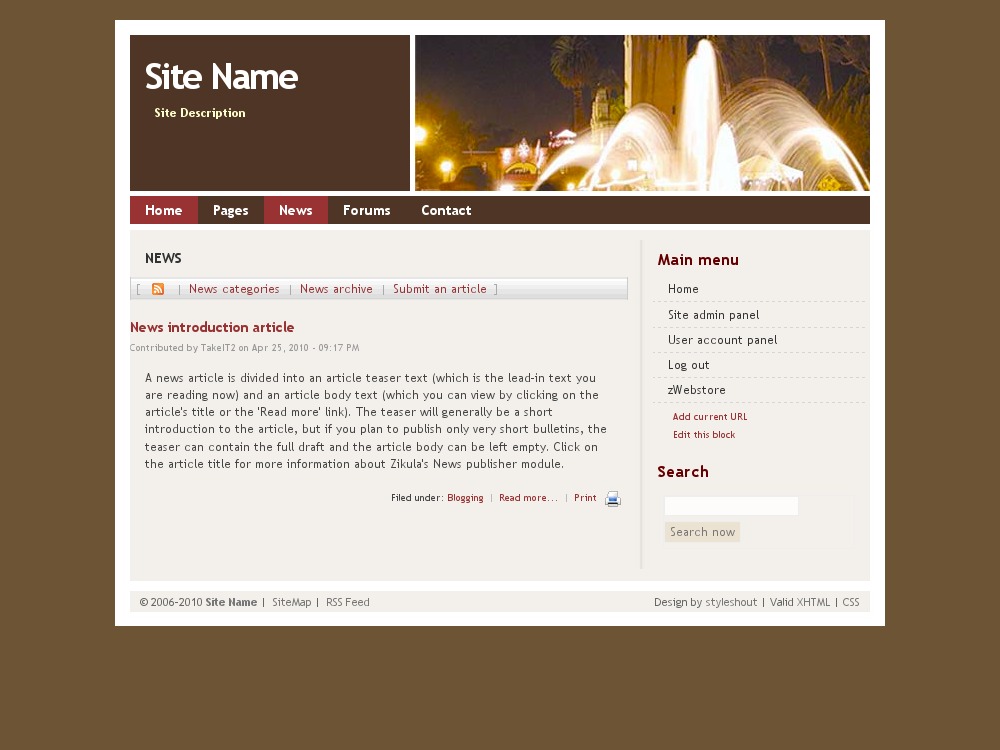 Site Name
Site Description
Home Pages News Forums Contact
NEWS
[ | News categories | News archive | Submit an article ]
News introduction article
Contributed by TakeIT2 on Apr 25, 2010 - 09:17 PM
A news article is divided into an article teaser text (which is the lead-in text you
are reading now) and an article body text (which you can view by clicking on the
article's title or the 'Read more' link). The teaser will generally be a short
introduction to the article, but if you plan to publish only very short bulletins, the
teaser can contain the full draft and the article body can be left empty. Click on
the article title for more information about Zikula's News publisher module.
Filed under: Blogging | Read more... | Print
Main menu
Home
Site admin panel
User account panel
Log out
zWebstore
Add current URL
Edit this block
Search
Search now
© 2006-2010 Site Name | SiteMap | RSS Feed
Design by styleshout | Valid XHTML | CSS